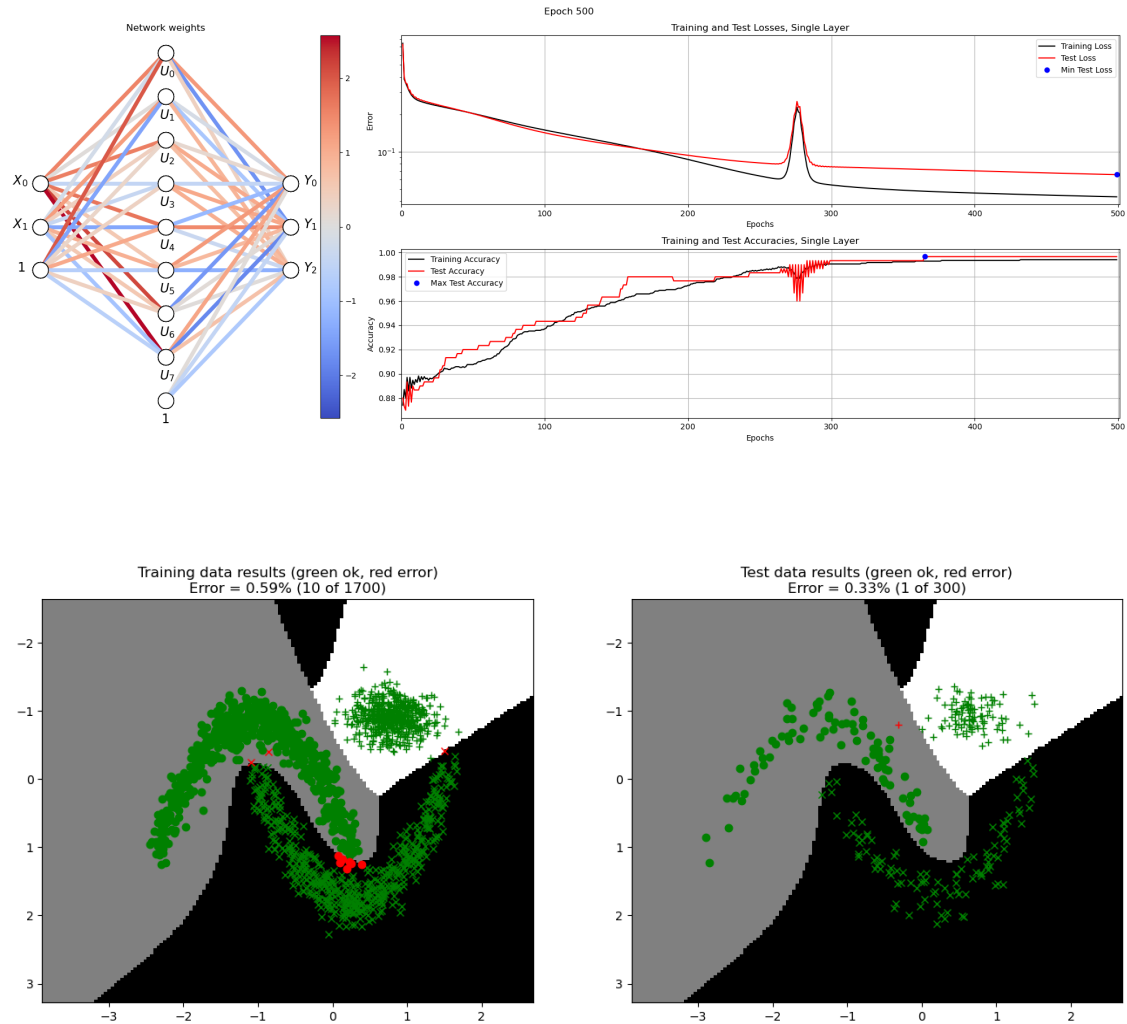 Epoch 500
Network weights
U0
U1
U2
U3
U4
U5
U6
U7
1
X0
X1
1
Y0
Y1
Y2
2
1
0
−1
−2
Training and Test Losses, Single Layer
Error
10⁻¹
Training Loss
Test Loss
Min Test Loss
0 100 200 300 400 500
Epochs
Training and Test Accuracies, Single Layer
Accuracy
1.00
0.98
0.96
0.94
0.92
0.90
0.88
Training Accuracy
Test Accuracy
Max Test Accuracy
0 100 200 300 400 500
Epochs
Training data results (green ok, red error)
Error = 0.59% (10 of 1700)
−2
−1
0
1
2
3
−3 −2 −1 0 1 2
Test data results (green ok, red error)
Error = 0.33% (1 of 300)
−2
−1
0
1
2
3
−3 −2 −1 0 1 2